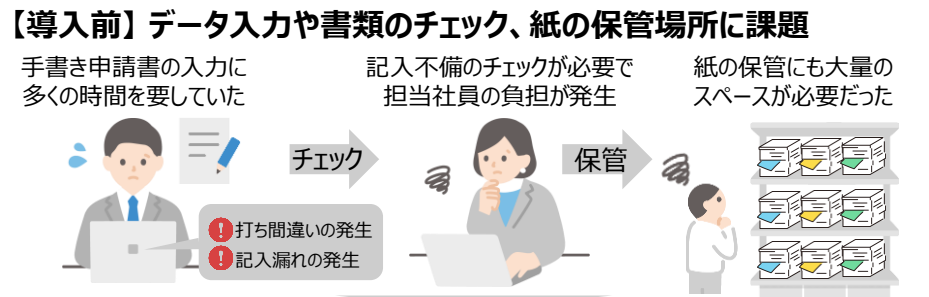 【導入前】データ入力や書類のチェック、紙の保管場所に課題
手書き申請書の入力に
多くの時間を要していた
記入不備のチェックが必要で
担当社員の負担が発生
紙の保管にも大量の
スペースが必要だった
チェック
保管
打ち間違いの発生
記入漏れの発生